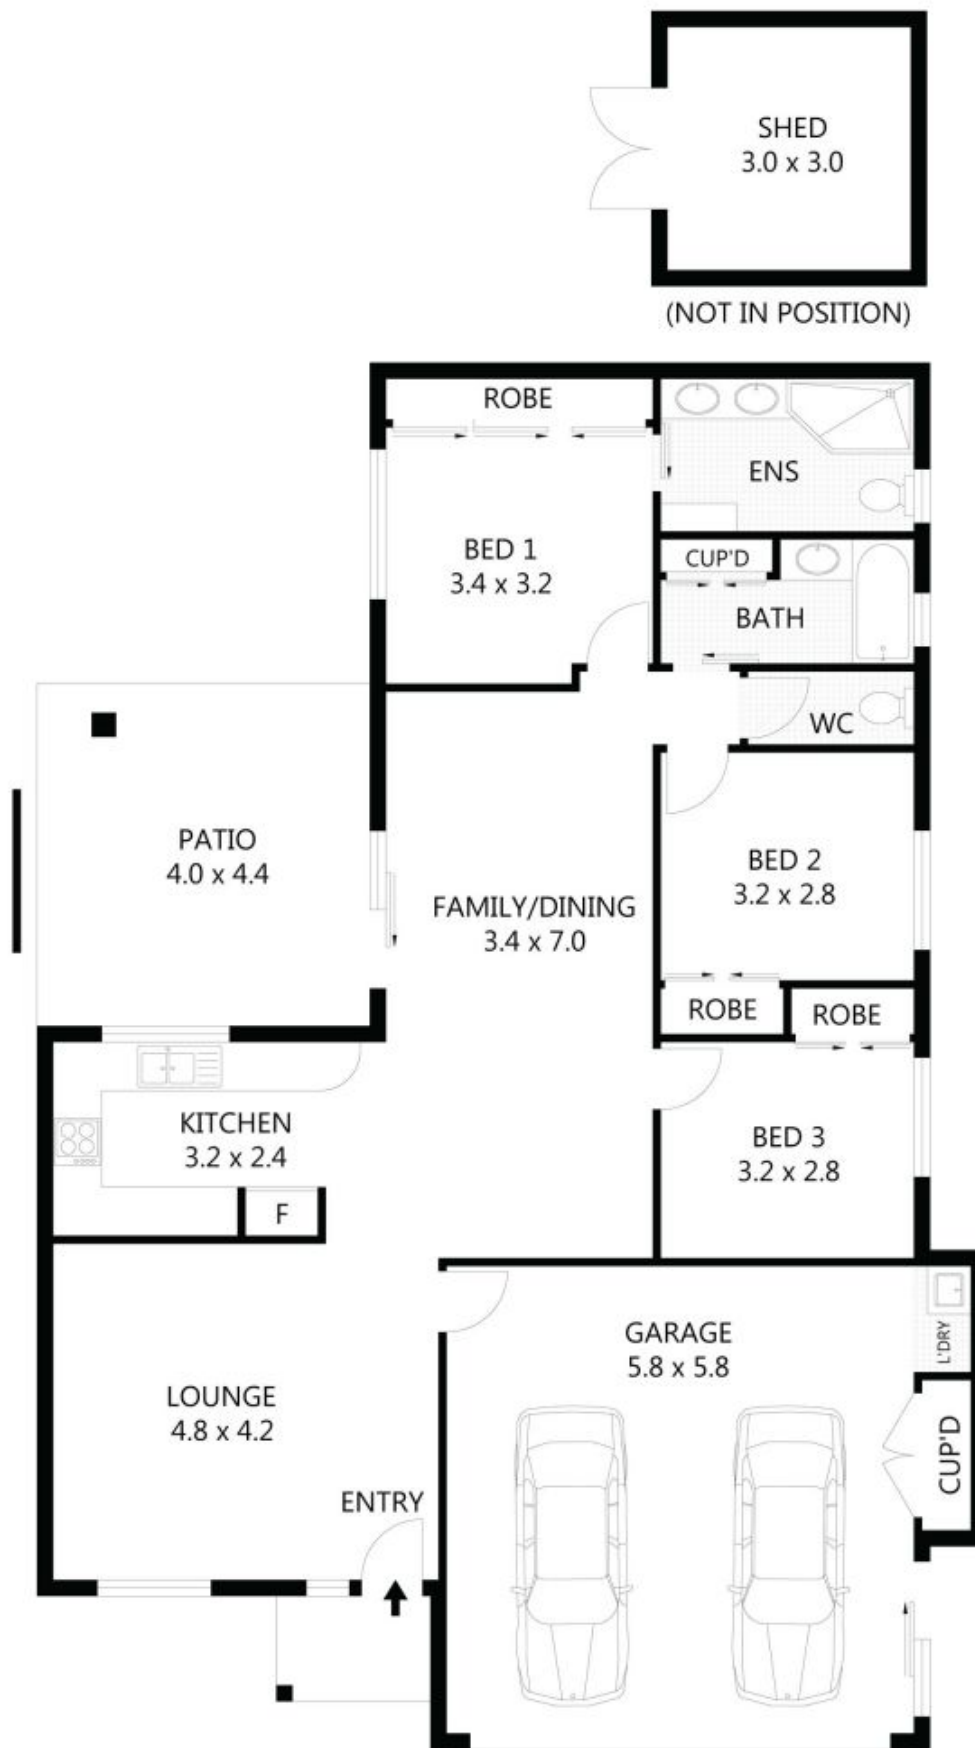 SHED
3.0 x 3.0
(NOT IN POSITION)
ROBE
ENS
BED 1
3.4 x 3.2
CUP'D
BATH
WC
PATIO
4.0 x 4.4
BED 2
3.2 x 2.8
FAMILY/DINING
3.4 x 7.0
ROBE
ROBE
KITCHEN
3.2 x 2.4
BED 3
3.2 x 2.8
F
GARAGE
5.8 x 5.8
L'DRY
LOUNGE
4.8 x 4.2
CUP'D
ENTRY